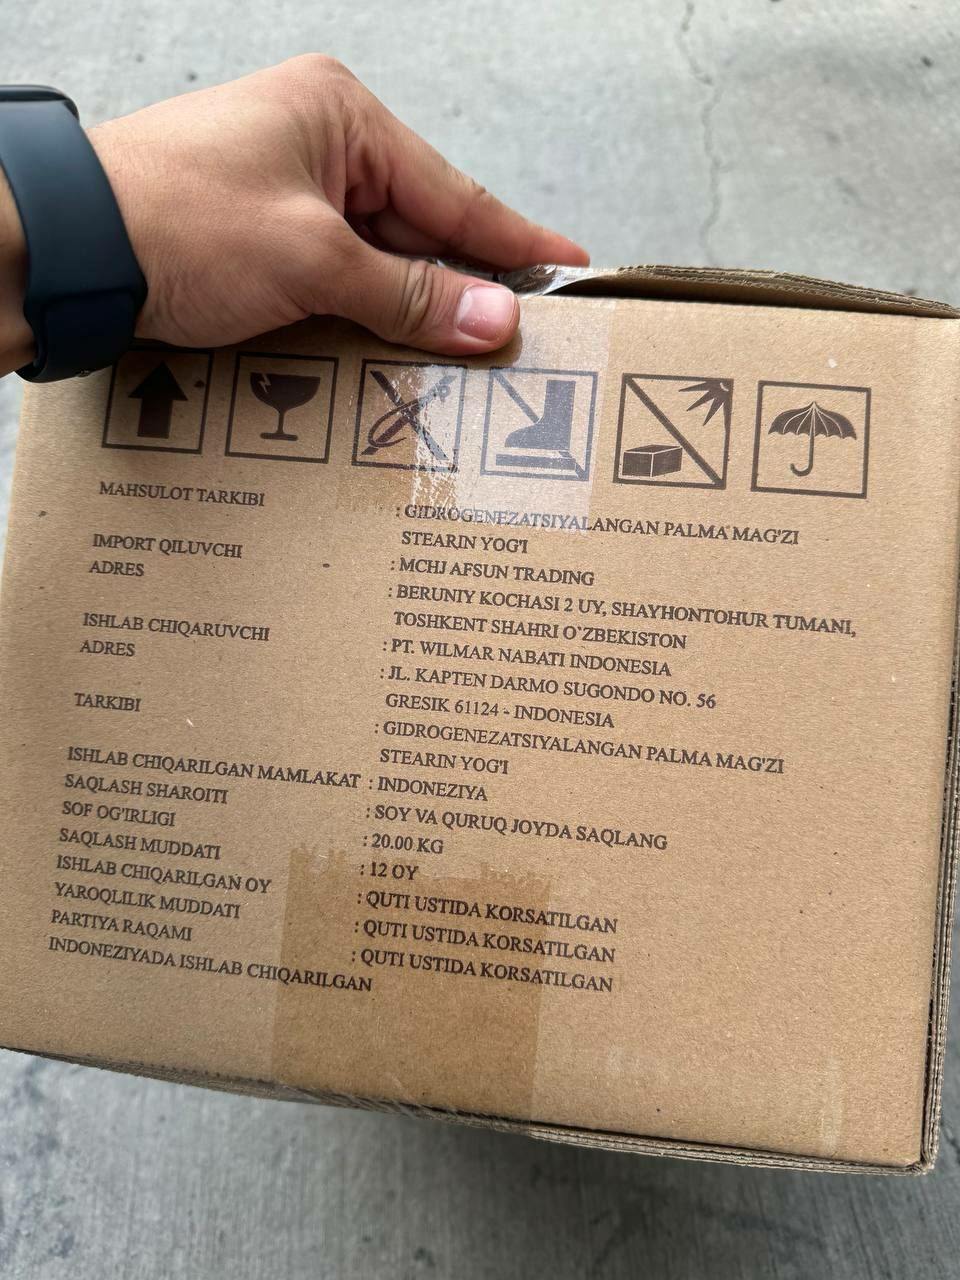 MAHSULOT TARKIBI : GIDROGENEZATSIYALANGAN PALMA MAG'ZI
STEARIN YOG'I
IMPORT QILUVCHI : MCHJ AFSUN TRADING
ADRES : BERUNIY KOCHASI 2 UY, SHAYHONTOHUR TUMANI,
TOSHKENT SHAHRI O`ZBEKISTON
ISHLAB CHIQARUVCHI : PT. WILMAR NABATI INDONESIA
ADRES : JL. KAPTEN DARMO SUGONDO NO. 56
GRESIK 61124 - INDONESIA
TARKIBI : GIDROGENEZATSIYALANGAN PALMA MAG'ZI
STEARIN YOG'I
ISHLAB CHIQARILGAN MAMLAKAT : INDONEZIYA
SAQLASH SHAROITI : SOY VA QURUQ JOYDA SAQLANG
SOF OG'IRLIGI : 20.00 KG
SAQLASH MUDDATI : 12 OY
ISHLAB CHIQARILGAN OY : QUTI USTIDA KORSATILGAN
YAROQLILIK MUDDATI : QUTI USTIDA KORSATILGAN
PARTIYA RAQAMI : QUTI USTIDA KORSATILGAN
INDONEZIYADA ISHLAB CHIQARILGAN